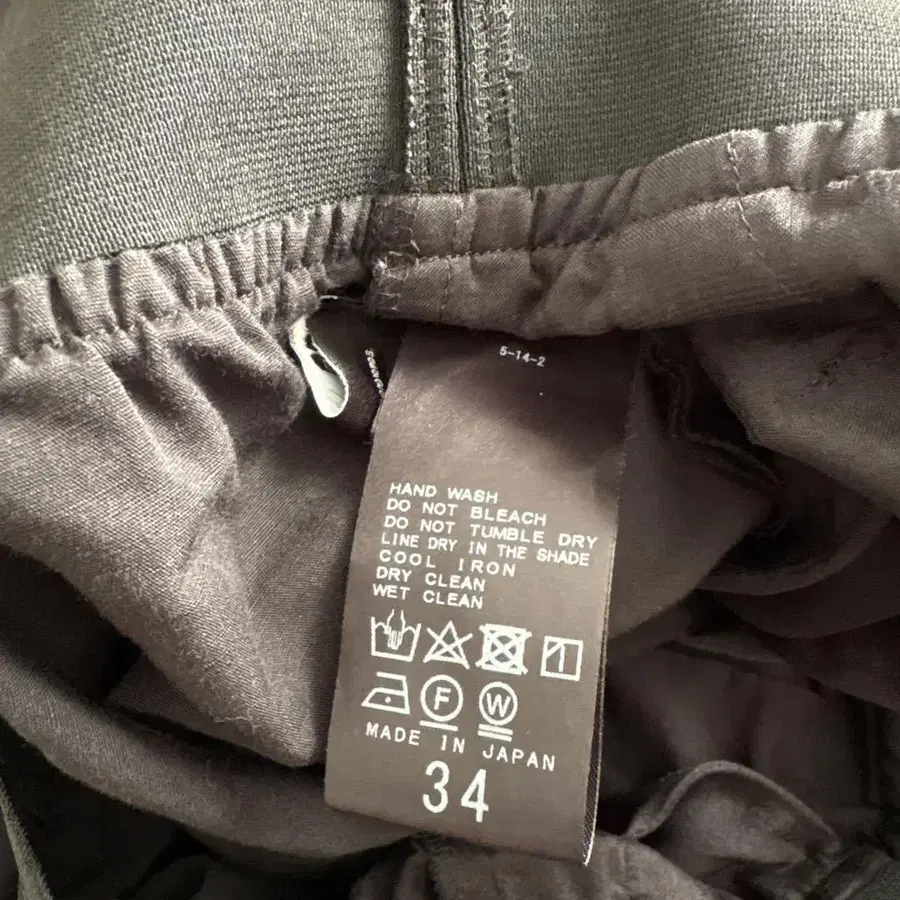 5-14-2
HAND WASH
DO NOT BLEACH
DO NOT TUMBLE DRY
LINE DRY IN THE SHADE
COOL IRON
DRY CLEAN
WET CLEAN
F W
MADE IN JAPAN
34